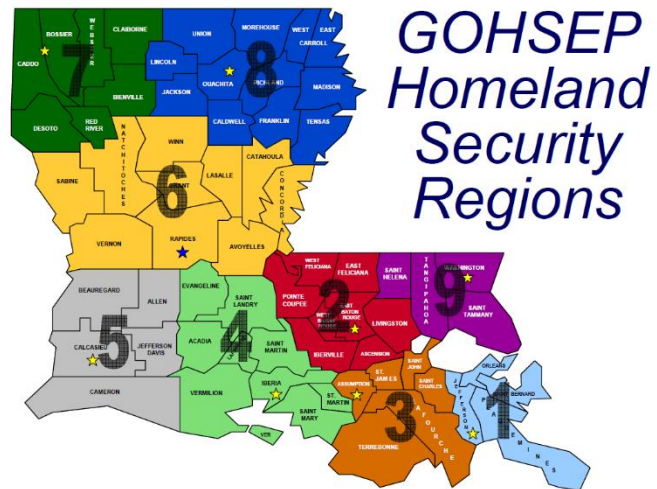 GOHSEP
Homeland
Security
Regions
7
CADDO
BOSSIER
WEBSTER
CLAIBORNE
BIENVILLE
DESOTO
RED
RIVER
8
UNION
MOREHOUSE
WEST
CARROLL
EAST
LINCOLN
OUACHITA
RICHLAND
MADISON
JACKSON
CALDWELL
FRANKLIN
TENSAS
6
SABINE
NATCHITOCHES
WINN
GRANT
LASALLE
CATAHOULA
CONCORDIA
VERNON
RAPIDES
AVOYELLES
5
BEAUREGARD
ALLEN
CALCASIEU
JEFFERSON
DAVIS
CAMERON
4
EVANGELINE
SAINT
LANDRY
ACADIA
SAINT
MARTIN
VERMILION
IBERIA
ST.
MARTIN
SAINT
MARY
VER
2
WEST
FELICIANA
EAST
FELICIANA
POINTE
COUPEE
WEST
EAST
BATON
ROUGE
LIVINGSTON
IBERVILLE
ASCENSION
9
SAINT
HELENA
TANGIPAHOA
WASHINGTON
SAINT
TAMMANY
3
ASSUMPTION
ST.
JAMES
SAINT
JOHN
SAINT
CHARLES
LAFOURCHE
TERREBONNE
1
ORLEANS
JEFFERSON
SAINT BERNARD
PLAQUEMINES